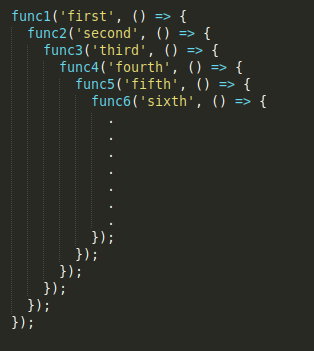 func1('first', () => {
  func2('second', () => {
    func3('third', () => {
      func4('fourth', () => {
        func5('fifth', () => {
          func6('sixth', () => {
            .
            .
            .
            .
            .
            .
            .
          });
        });
      });
    });
  });
});